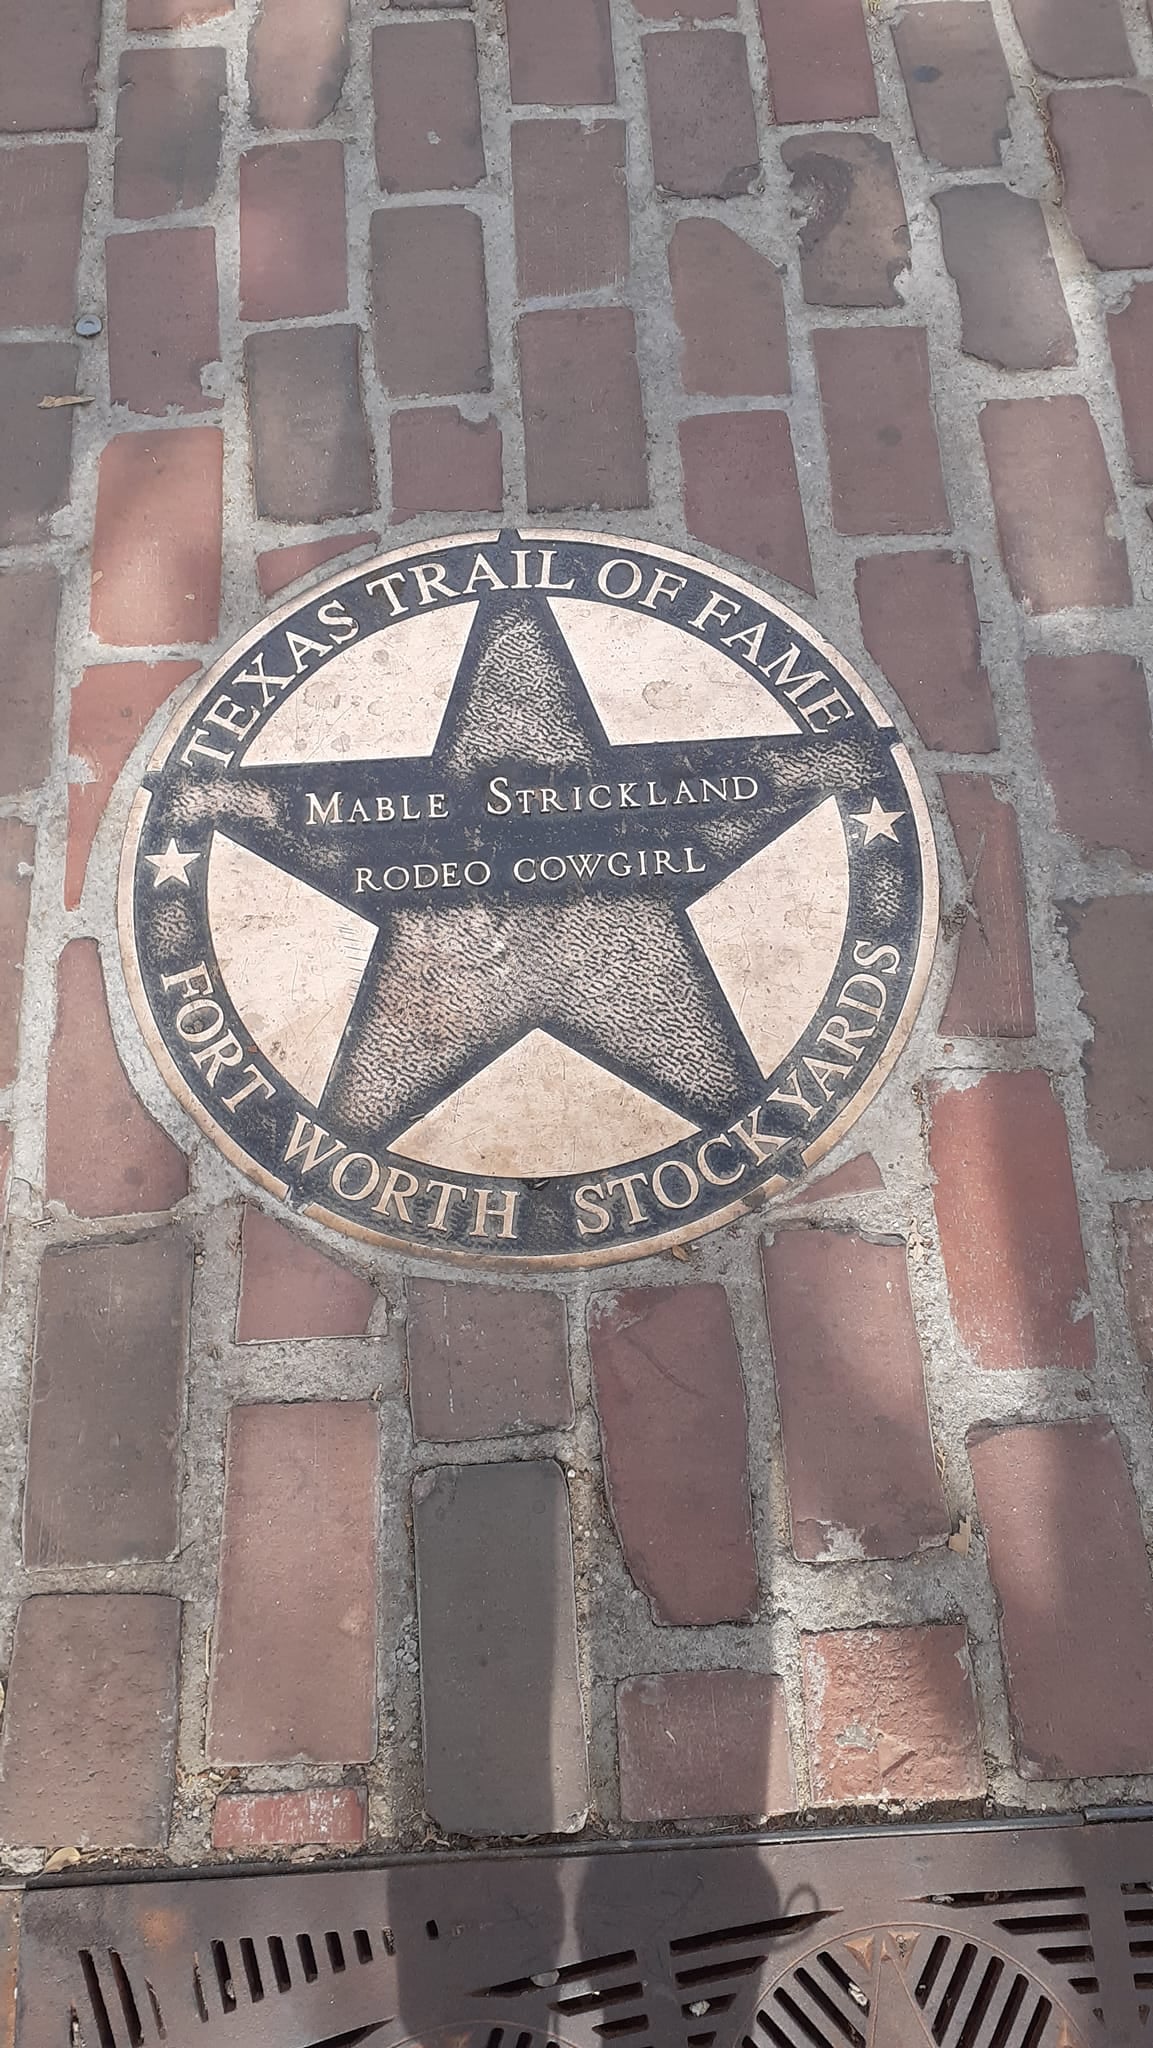 TEXAS TRAIL OF FAME
MABLE STRICKLAND
RODEO COWGIRL
FORT WORTH STOCKYARDS